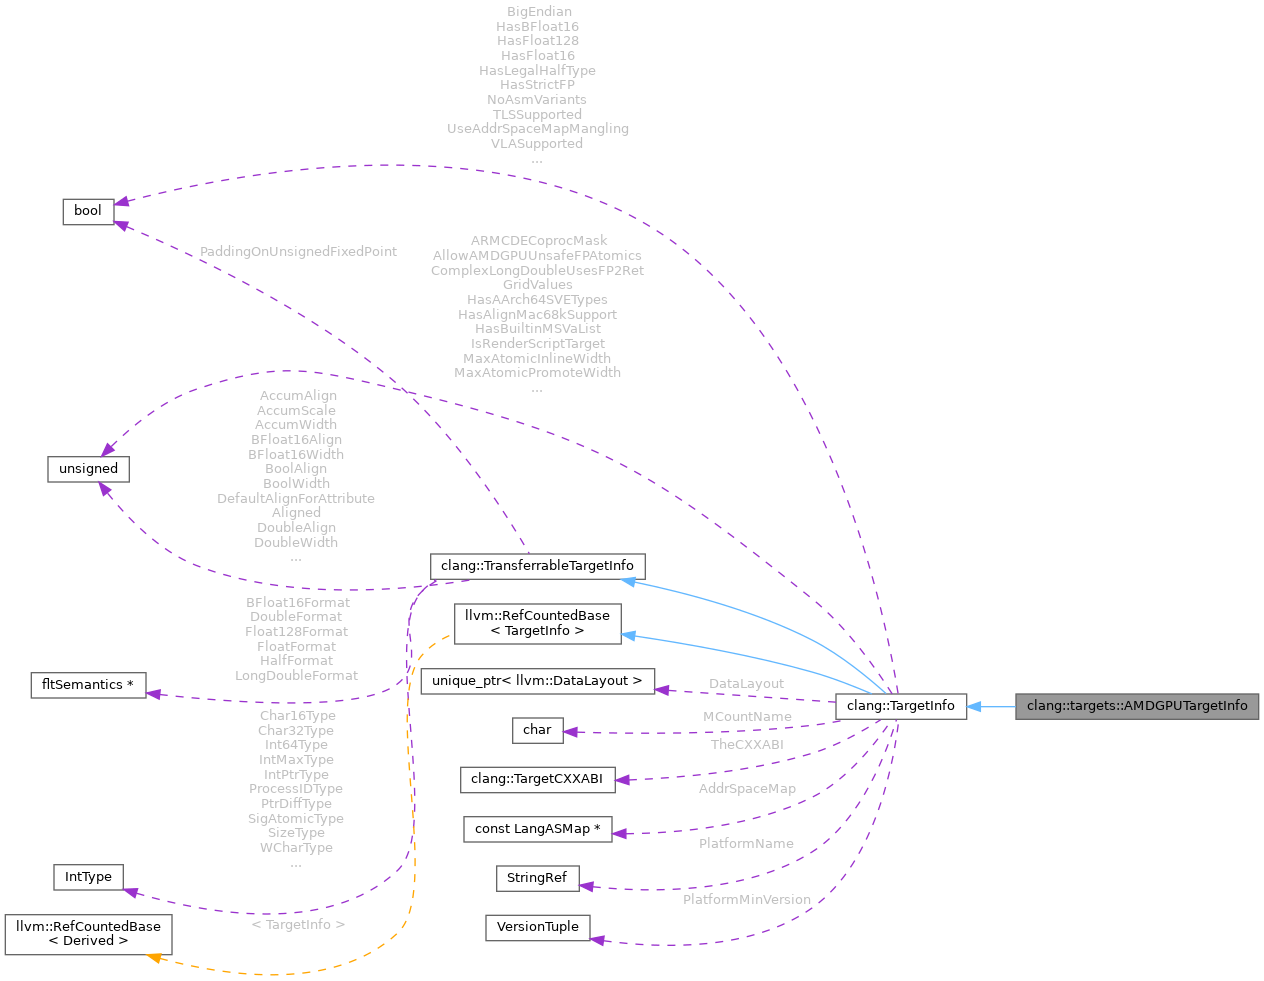 BigEndian
HasBFloat16
HasFloat128
HasFloat16
HasLegalHalfType
HasStrictFP
NoAsmVariants
TLSSupported
UseAddrSpaceMapMangling
VLASupported
...
bool
PaddingOnUnsignedFixedPoint
ARMCDECoprocMask
AllowAMDGPUUnsafeFPAtomics
ComplexLongDoubleUsesFP2Ret
GridValues
HasAArch64SVETypes
HasAlignMac68kSupport
HasBuiltinMSVaList
IsRenderScriptTarget
MaxAtomicInlineWidth
MaxAtomicPromoteWidth
...
AccumAlign
AccumScale
AccumWidth
BFloat16Align
BFloat16Width
BoolAlign
BoolWidth
DefaultAlignForAttribute
Aligned
DoubleAlign
DoubleWidth
...
unsigned
clang::TransferrableTargetInfo
llvm::RefCountedBase
< TargetInfo >
BFloat16Format
DoubleFormat
Float128Format
FloatFormat
HalfFormat
LongDoubleFormat
fltSemantics *
unique_ptr< llvm::DataLayout >
DataLayout
clang::TargetInfo
clang::targets::AMDGPUTargetInfo
char
MCountName
clang::TargetCXXABI
TheCXXABI
const LangASMap *
AddrSpaceMap
StringRef
PlatformName
VersionTuple
PlatformMinVersion
Char16Type
Char32Type
Int64Type
IntMaxType
IntPtrType
ProcessIDType
PtrDiffType
SigAtomicType
SizeType
WCharType
...
IntType
llvm::RefCountedBase
< Derived >
< TargetInfo >